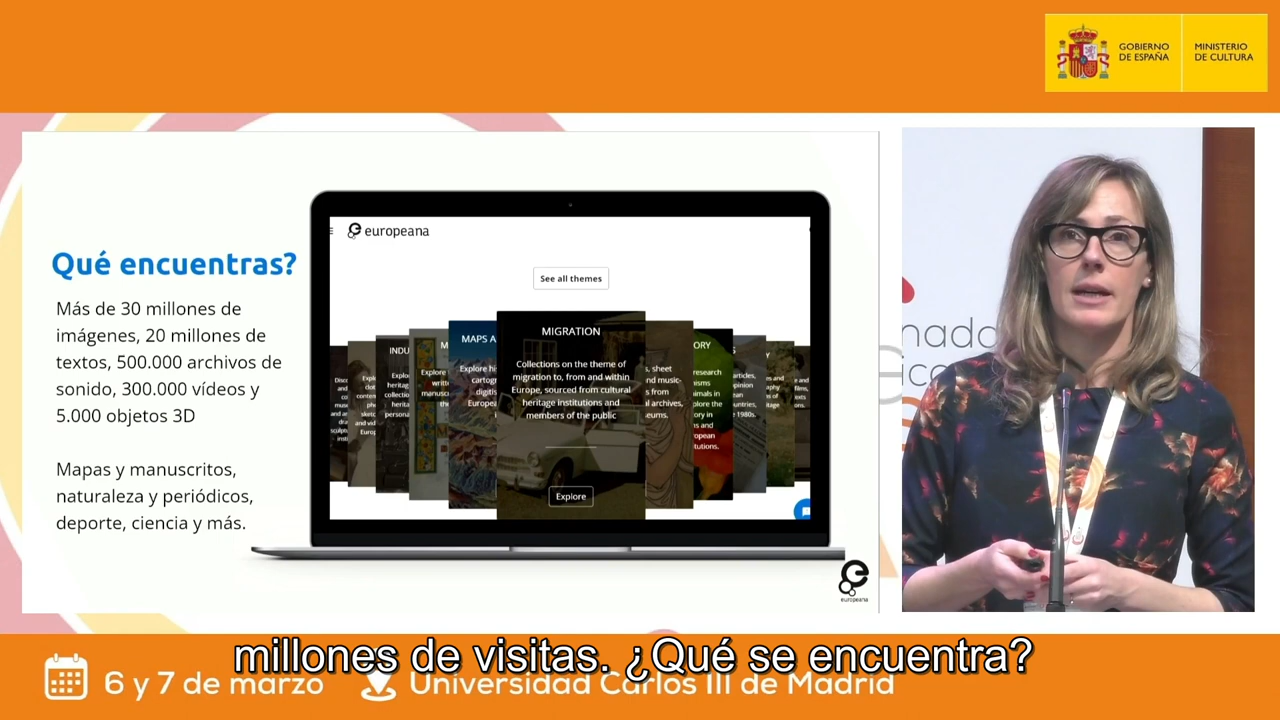 GOBIERNO
DE ESPAÑA
MINISTERIO
DE CULTURA
europeana
See all themes
Qué encuentras?
Más de 30 millones de
imágenes, 20 millones de
textos, 500.000 archivos de
sonido, 300.000 vídeos y
5.000 objetos 3D
Mapas y manuscritos,
naturaleza y periódicos,
deporte, ciencia y más.
MIGRATION
Collections on the theme of
migration to, from and within
Europe, sourced from cultural
heritage institutions and
members of the public
Explore
MAPS A
europeana
millones de visitas. ¿Qué se encuentra?
6 y 7 de marzo
Universidad Carlos III de Madrid